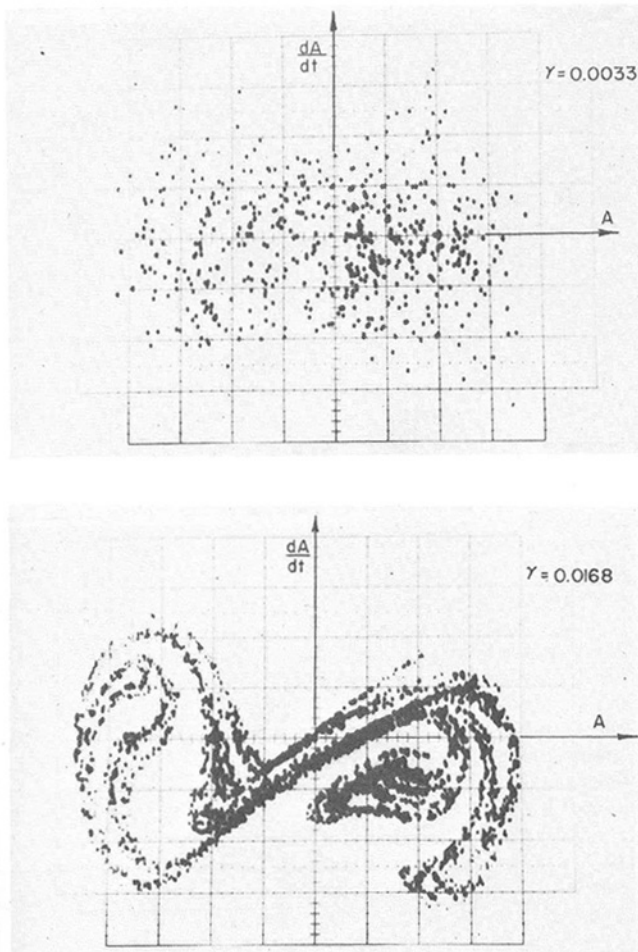 dA
dt
γ = 0.0033
A
dA
dt
γ = 0.0168
A